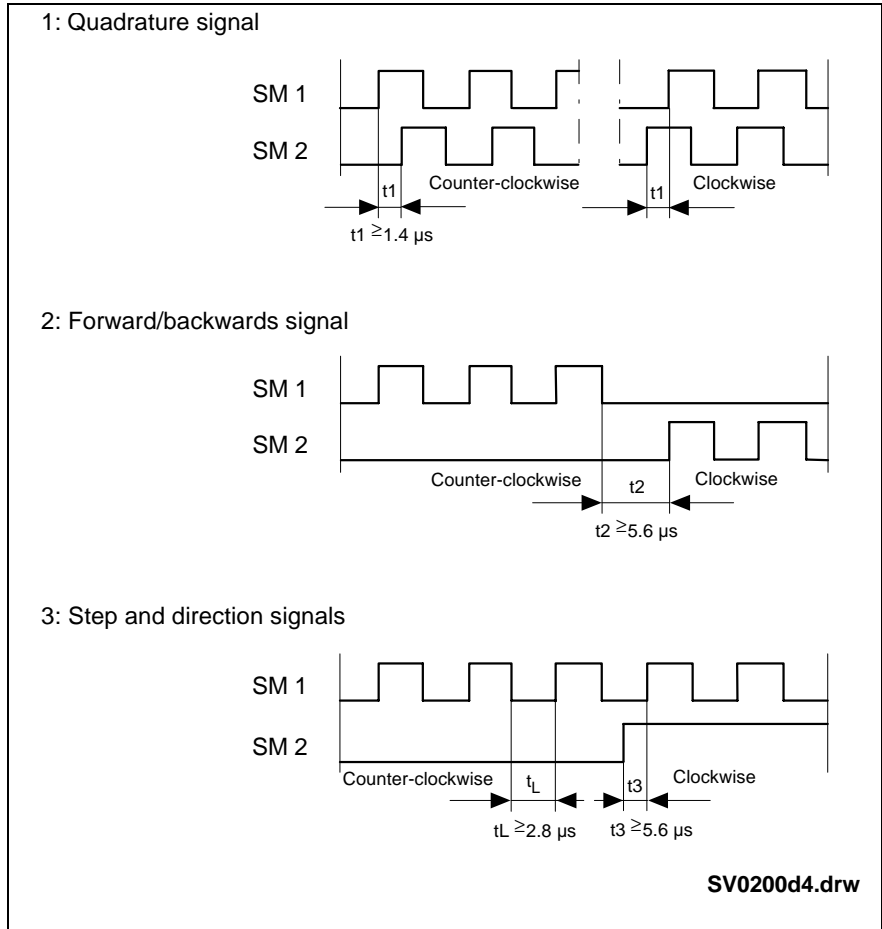 1: Quadrature signal
SM 1
SM 2
Counter-clockwise
Clockwise
t1
t1
t1 ≥1.4 µs
2: Forward/backwards signal
SM 1
SM 2
Counter-clockwise
t2
Clockwise
t2 ≥5.6 µs
3: Step and direction signals
SM 1
SM 2
Counter-clockwise
tL
t3
Clockwise
tL ≥2.8 µs
t3 ≥5.6 µs
SV0200d4.drw